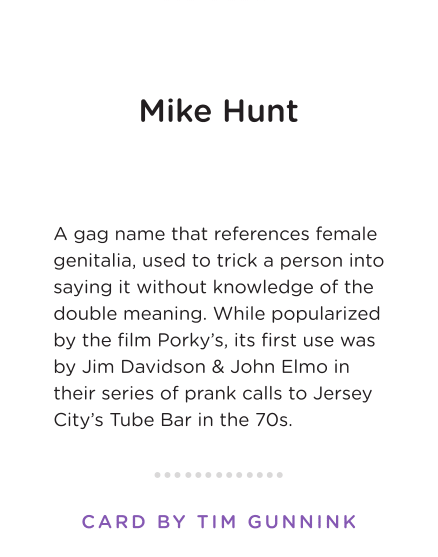 Mike Hunt
A gag name that references female
genitalia, used to trick a person into
saying it without knowledge of the
double meaning. While popularized
by the film Porky’s, its first use was
by Jim Davidson & John Elmo in
their series of prank calls to Jersey
City’s Tube Bar in the 70s.
CARD BY TIM GUNNINK